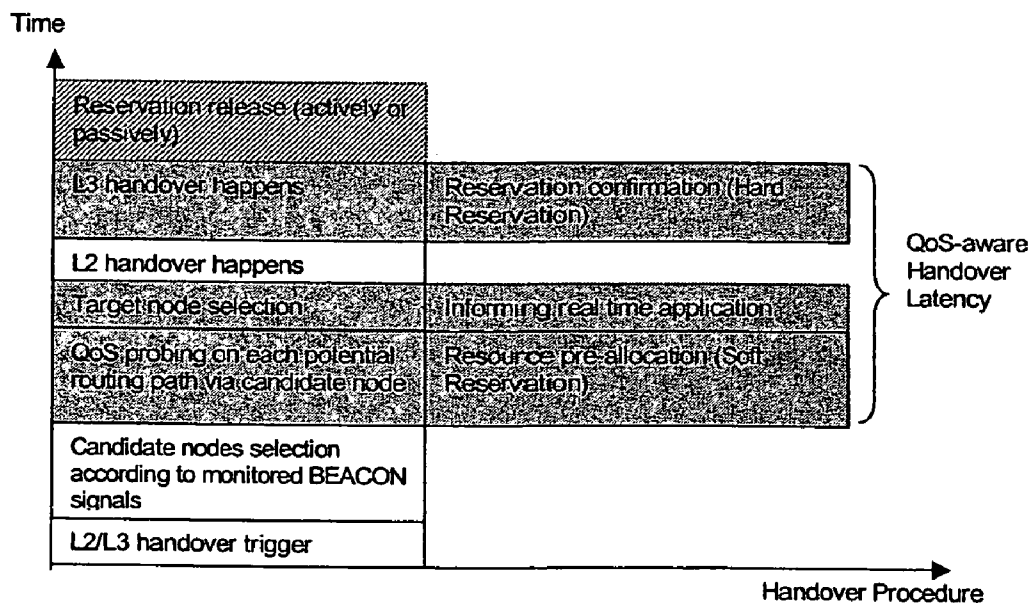 Time
Reservation release (actively or
passively)
L3 handover happens
Reservation confirmation (Hard
Reservation)
L2 handover happens
QoS-aware
Handover
Latency
Target node selection
Informing real time application
QoS probing on each potential
routing path via candidate node
Resource pre allocation (Soft
Reservation)
Candidate nodes selection
according to monitored BEACON
signals
L2/L3 handover trigger
Handover Procedure